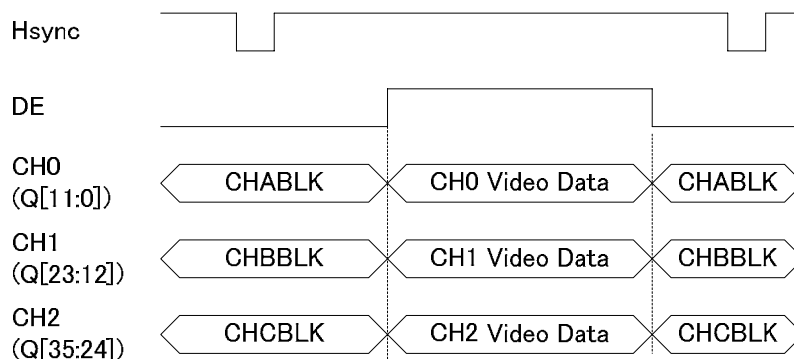 Hsync
DE
CH0
(Q[11:0])
CHABLK
CH0 Video Data
CHABLK
CH1
(Q[23:12])
CHBBLK
CH1 Video Data
CHBBLK
CH2
(Q[35:24])
CHCBLK
CH2 Video Data
CHCBLK